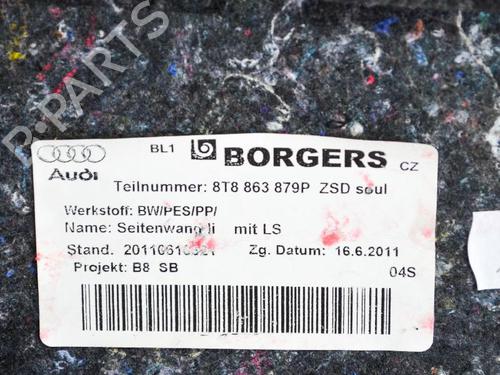 B·PARTS
BL1 BORGERS CZ
Audi
Teilnummer: 8T8 863 879P ZSD soul
Werkstoff: BW/PES/PP/
Name: Seitenwang li mit LS
Stand. Zg. Datum: 16.6.2011
Projekt: B8 SB 04S